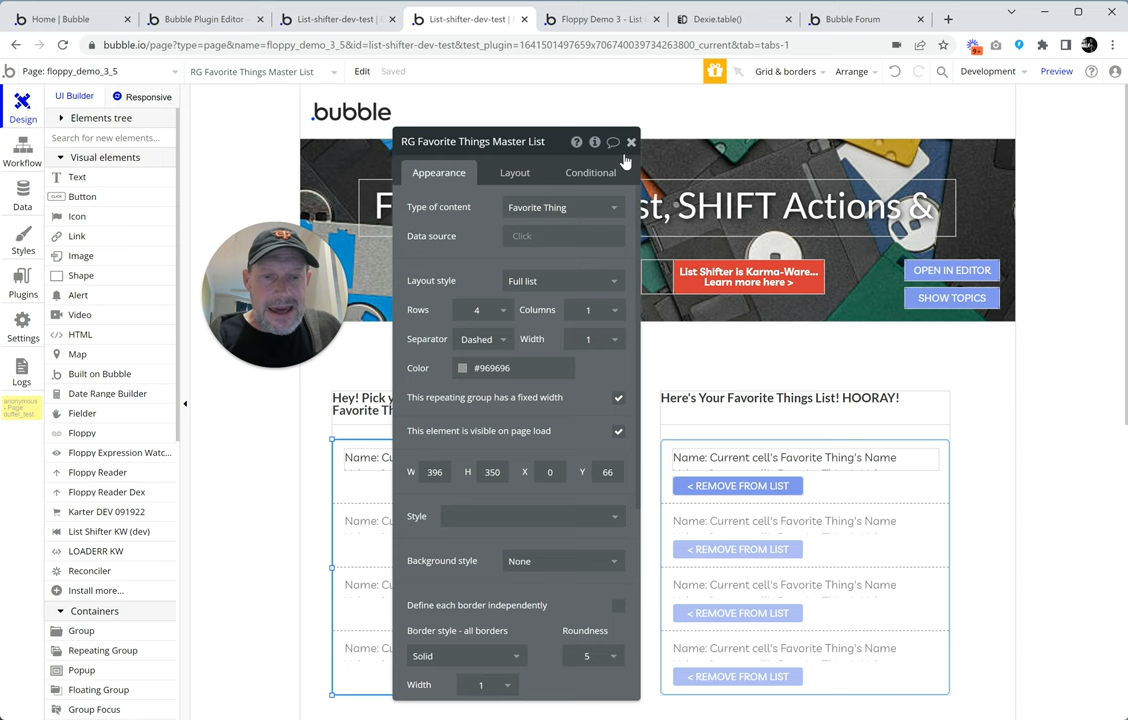 Home | Bubble
Bubble Plugin Editor -
List-shifter-dev-test |
List-shifter-dev-test |
Floppy Demo 3 - List
Dexie.table()
Bubble Forum
bubble.io/page?type=page&name=floppy_demo_3_5&id=list-shifter-dev-test&test_plugin=1641501497659x706740039734263800_current&tab=tabs-1
9+
Page: floppy_demo_3_5
RG Favorite Things Master List
Edit
Saved
Grid & borders
Arrange
Development
Preview
Design
Workflow
Data
Styles
Plugins
Settings
Logs
anonymous
- Page:
duffer_test
UI Builder
Responsive
Elements tree
Search for new elements...
Visual elements
Text
Button
Icon
Link
Image
Shape
Alert
Video
HTML
Map
Built on Bubble
Date Range Builder
Fielder
Floppy
Floppy Expression Watc...
Floppy Reader
Floppy Reader Dex
Karter DEV 091922
List Shifter KW (dev)
LOADERR KW
Reconciler
Install more...
Containers
Group
Repeating Group
Popup
Floating Group
Group Focus
.bubble
st, SHIFT Actions &
List Shifter is Karma-Ware...
Learn more here >
OPEN IN EDITOR
SHOW TOPICS
RG Favorite Things Master List
Appearance
Layout
Conditional
Type of content
Favorite Thing
Data source
Click
Layout style
Full list
Rows
4
Columns
1
Separator
Dashed
Width
1
Color
#969696
This repeating group has a fixed width
This element is visible on page load
W
396
H
350
X
0
Y
66
Style
Background style
None
Define each border independently
Border style - all borders
Roundness
Solid
5
Width
1
Hey! Pick y
Favorite Th
Name: Cu
Name: Cu
Name: Cu
Name: Cu
Here's Your Favorite Things List! HOORAY!
Name: Current cell's Favorite Thing's Name
< REMOVE FROM LIST
Name: Current cell's Favorite Thing's Name
< REMOVE FROM LIST
Name: Current cell's Favorite Thing's Name
< REMOVE FROM LIST
Name: Current cell's Favorite Thing's Name
< REMOVE FROM LIST